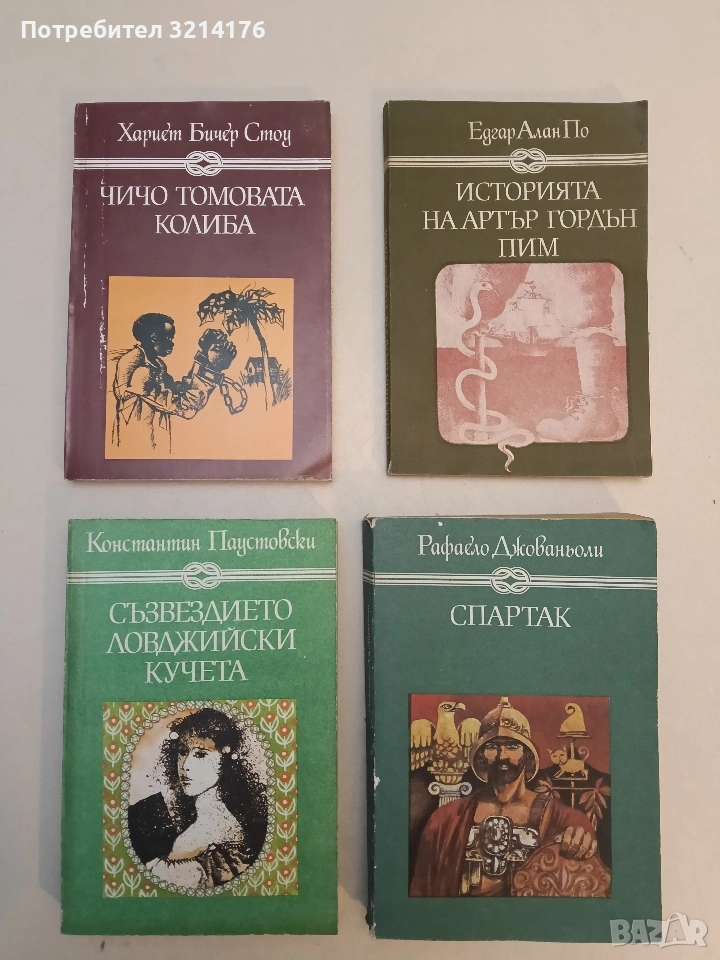 Потребител 3214176
Хариет Бичер Стоу
ЧИЧО ТОМОВАТА
КОЛИБА
Едгар Алан По
ИСТОРИЯТА
НА АРТЪР ГОРДЪН
ПИМ
Константин Паустовски
СЪЗВЕЗДИЕТО
ЛОВДЖИЙСКИ
КУЧЕТА
Рафаело Джованьоли
СПАРТАК
BAZAR